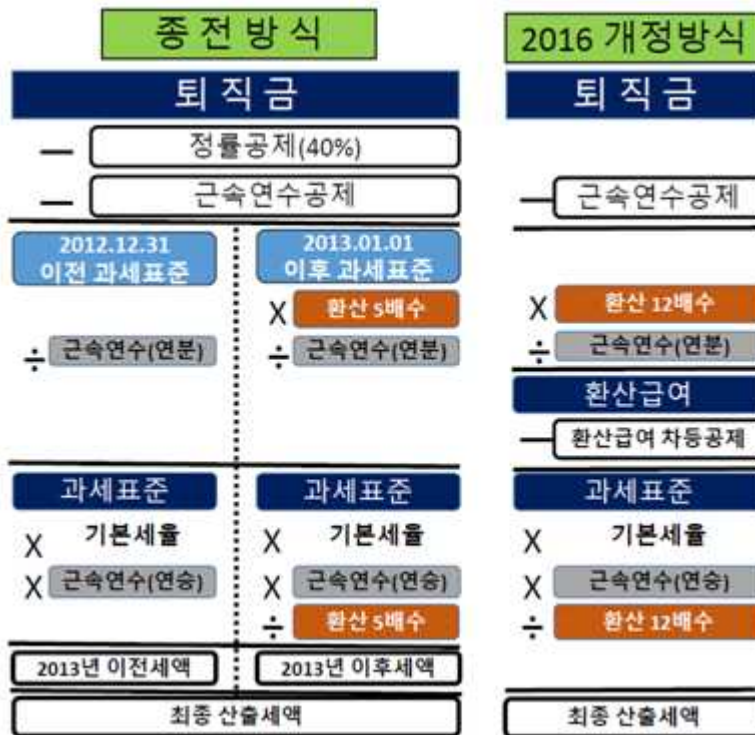 종전방식
퇴직금
— 정률공제(40%)
— 근속연수공제
2012.12.31
이전 과세표준
÷ 근속연수(연분)
2013.01.01
이후 과세표준
X 환산 5배수
÷ 근속연수(연분)
과세표준
X 기본세율
X 근속연수(연승)
2013년 이전세액
과세표준
X 기본세율
X 근속연수(연승)
÷ 환산 5배수
2013년 이후세액
최종 산출세액
2016 개정방식
퇴직금
— 근속연수공제
X 환산 12배수
÷ 근속연수(연분)
환산급여
— 환산급여 차등공제
과세표준
X 기본세율
X 근속연수(연승)
÷ 환산 12배수
최종 산출세액